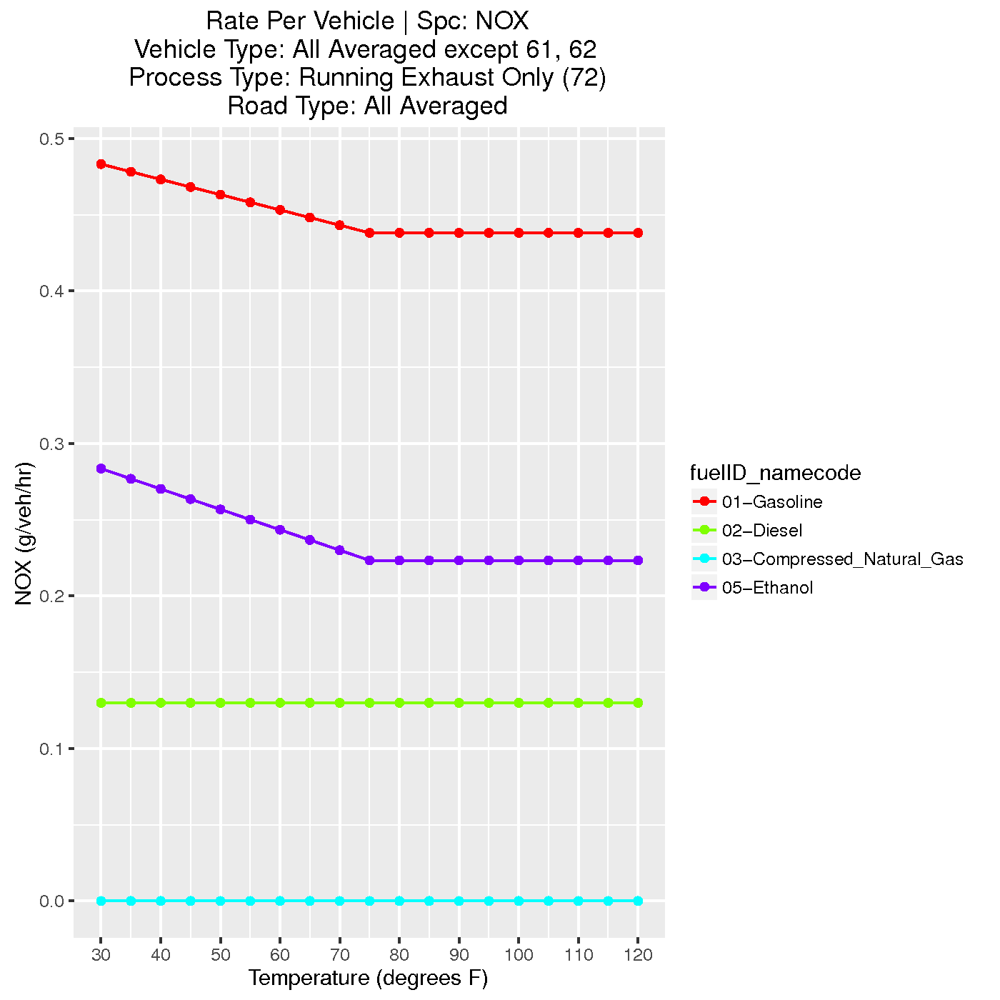 Rate Per Vehicle | Spc: NOX
Vehicle Type: All Averaged except 61, 62
Process Type: Running Exhaust Only (72)
Road Type: All Averaged
0.5
0.4
0.3
0.2
0.1
0.0
NOX (g/veh/hr)
30 40 50 60 70 80 90 100 110 120
Temperature (degrees F)
fuelID_namecode
01−Gasoline
02−Diesel
03−Compressed_Natural_Gas
05−Ethanol